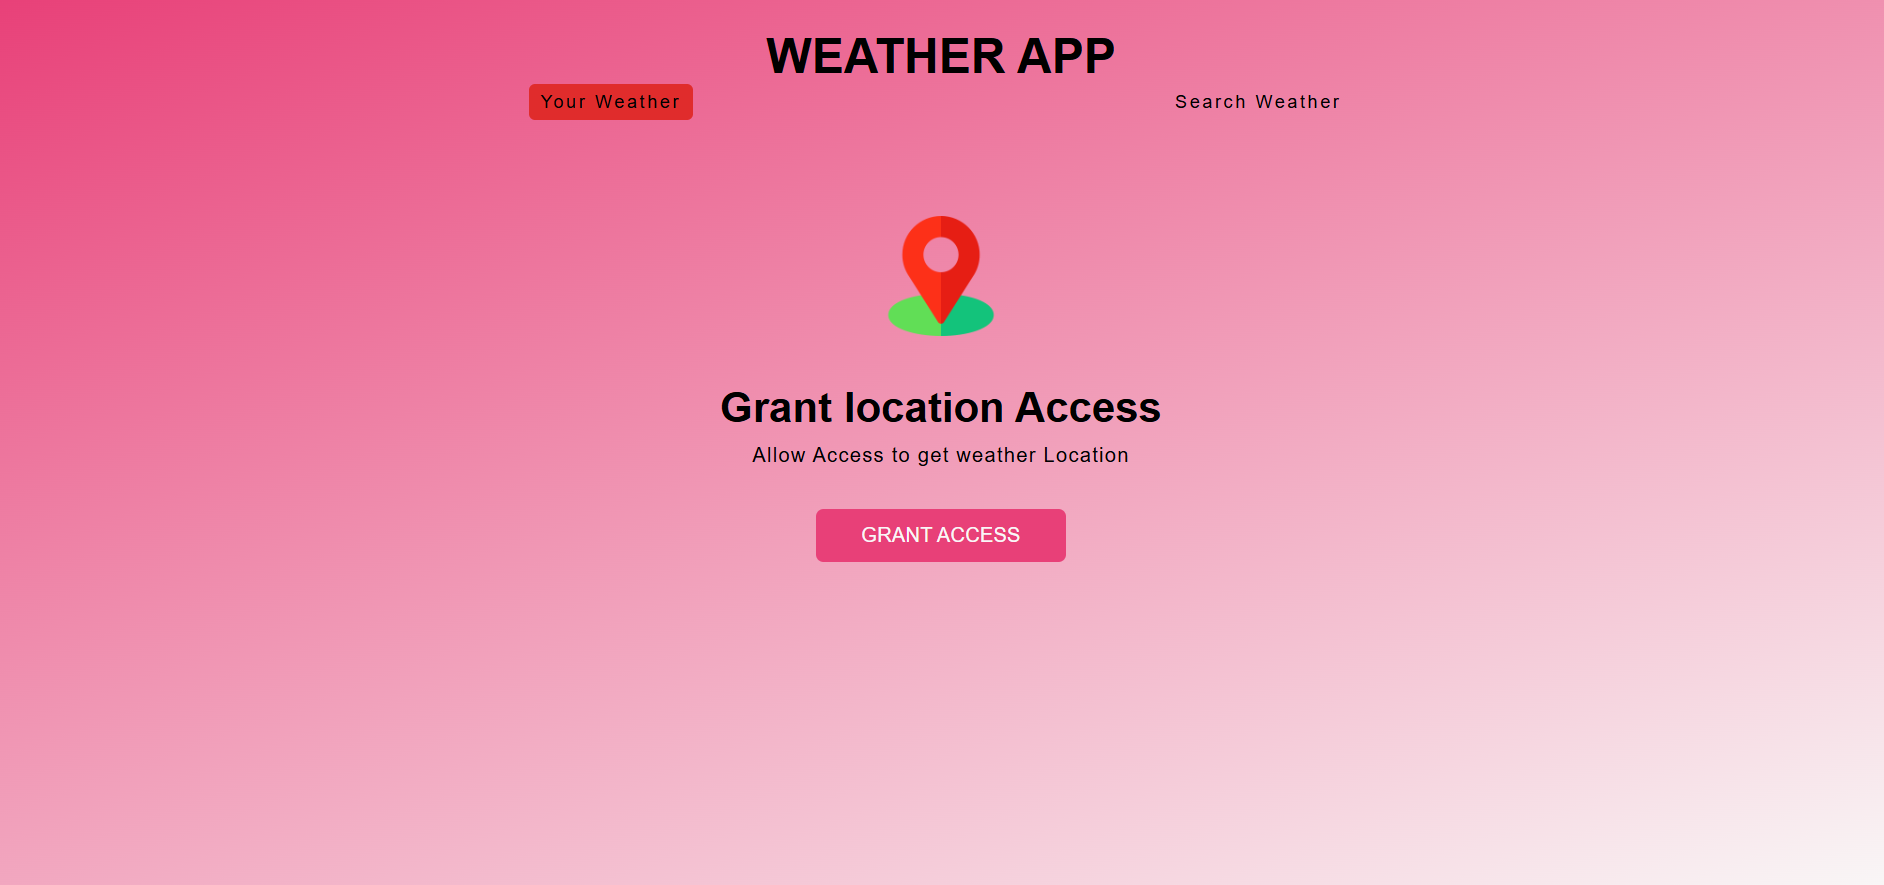 WEATHER APP
Your Weather
Search Weather
Grant location Access
Allow Access to get weather Location
GRANT ACCESS